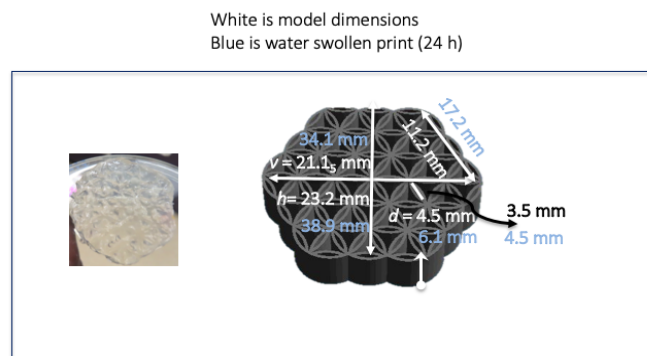 White is model dimensions
Blue is water swollen print (24 h)
17.2 mm
11.2 mm
34.1 mm
v = 21.1₅ mm
h= 23.2 mm
38.9 mm
d = 4.5 mm
6.1 mm
3.5 mm
4.5 mm